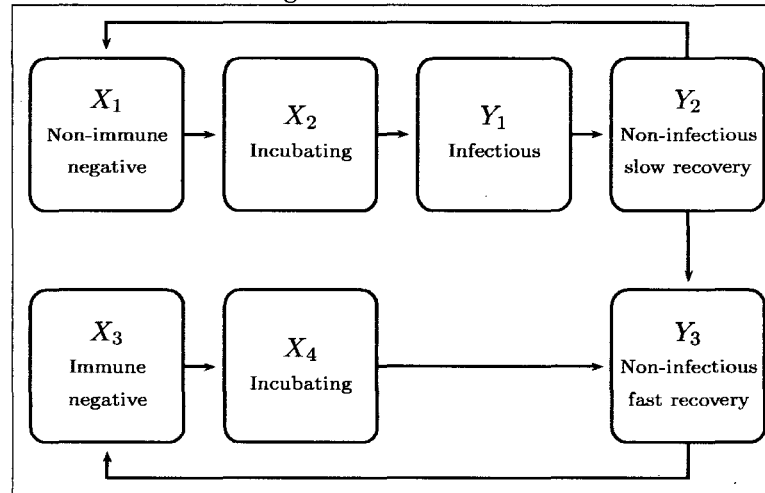 X₁
Non-immune
negative
X₂
Incubating
Y₁
Infectious
Y₂
Non-infectious
slow recovery
X₃
Immune
negative
X₄
Incubating
Y₃
Non-infectious
fast recovery